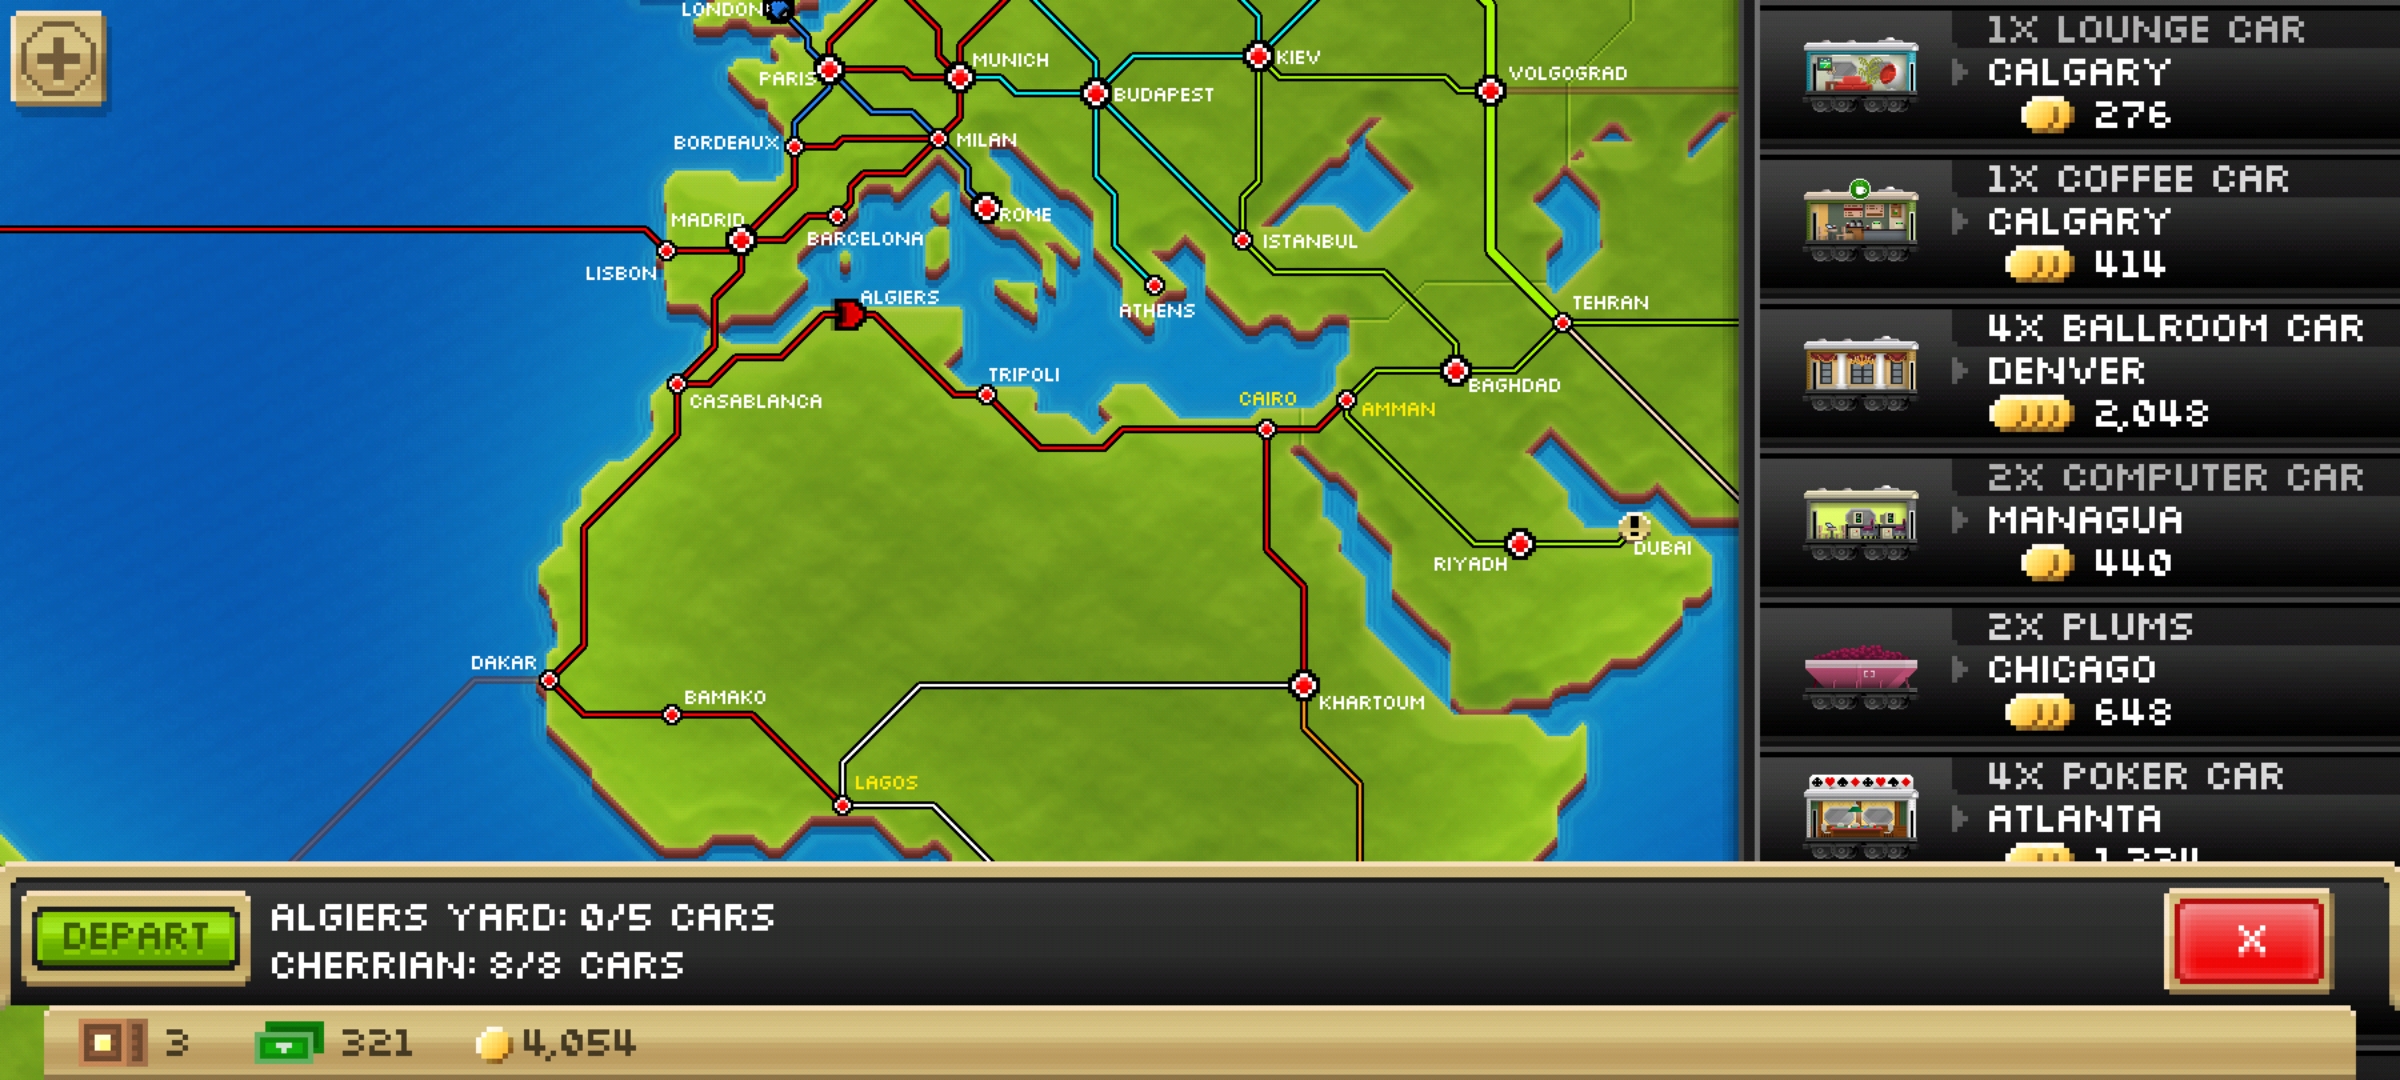 LONDON
PARIS
MUNICH
KIEV
VOLGOGRAD
BUDAPEST
BORDEAUX
MILAN
MADRID
ROME
BARCELONA
ISTANBUL
LISBON
ALGIERS
ATHENS
TEHRAN
TRIPOLI
BAGHDAD
CASABLANCA
CAIRO
AMMAN
RIYADH
DUBAI
DAKAR
BAMAKO
KHARTOUM
LAGOS
1X LOUNGE CAR
CALGARY
276
1X COFFEE CAR
CALGARY
414
4X BALLROOM CAR
DENVER
2,048
2X COMPUTER CAR
MANAGUA
440
2X PLUMS
CHICAGO
648
4X POKER CAR
ATLANTA
DEPART
ALGIERS YARD: 0/5 CARS
CHERRIAN: 8/8 CARS
X
3
321
4,054